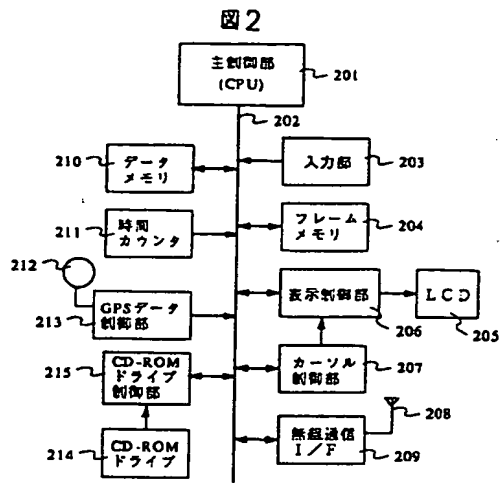 図2
主制御部
(CPU)
201
202
210
データ
メモリ
入力部
203
211
時間
カウンタ
フレーム
メモリ
204
212
213
GPSデータ
制御部
表示制御部
206
LCD
205
215
CD-ROM
ドライブ
制御部
カーソル
制御部
207
208
214
CD-ROM
ドライブ
無線通信
I/F
209